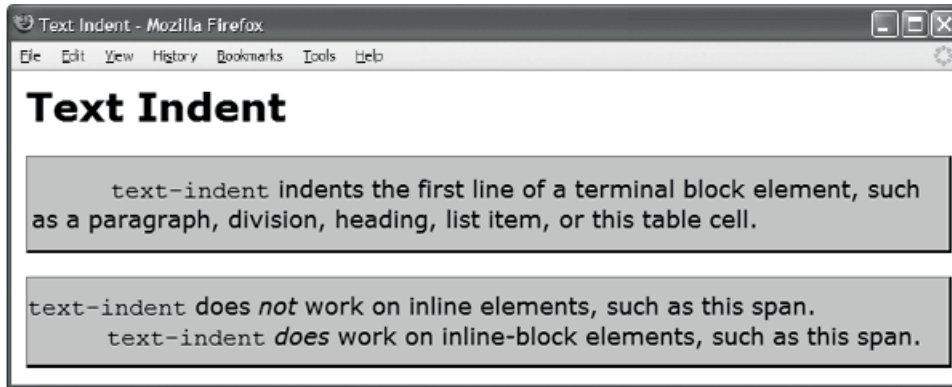 Text Indent - Mozilla Firefox
File Edit View History Bookmarks Tools Help
Text Indent
text-indent indents the first line of a terminal block element, such
as a paragraph, division, heading, list item, or this table cell.
text-indent does not work on inline elements, such as this span.
text-indent does work on inline-block elements, such as this span.